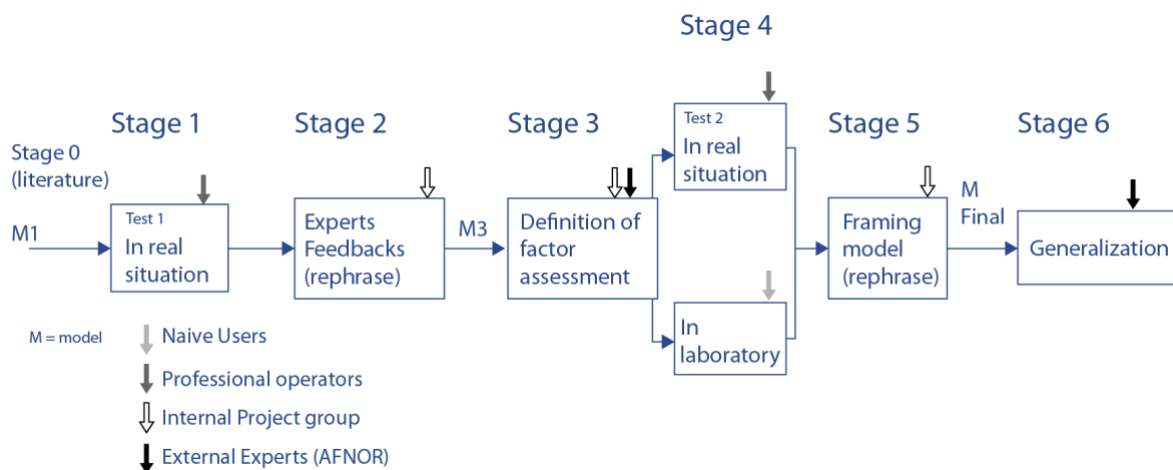 Stage 4
Stage 1
Stage 2
Stage 3
Stage 5
Stage 6
Stage 0
(literature)
M1
Test 1
In real
situation
Experts
Feedbacks
(rephrase)
M3
Definition of
factor
assessment
Test 2
In real
situation
In
laboratory
Framing
model
(rephrase)
M
Final
Generalization
M = model
Naive Users
Professional operators
Internal Project group
External Experts (AFNOR)